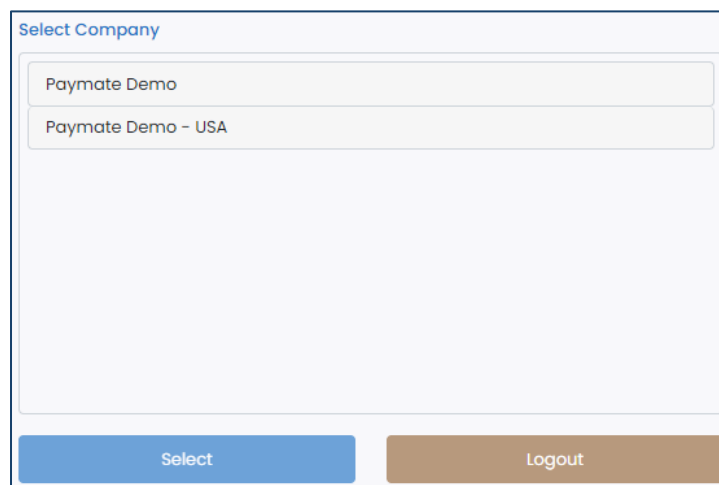 Select Company
Paymate Demo
Paymate Demo - USA
Select
Logout